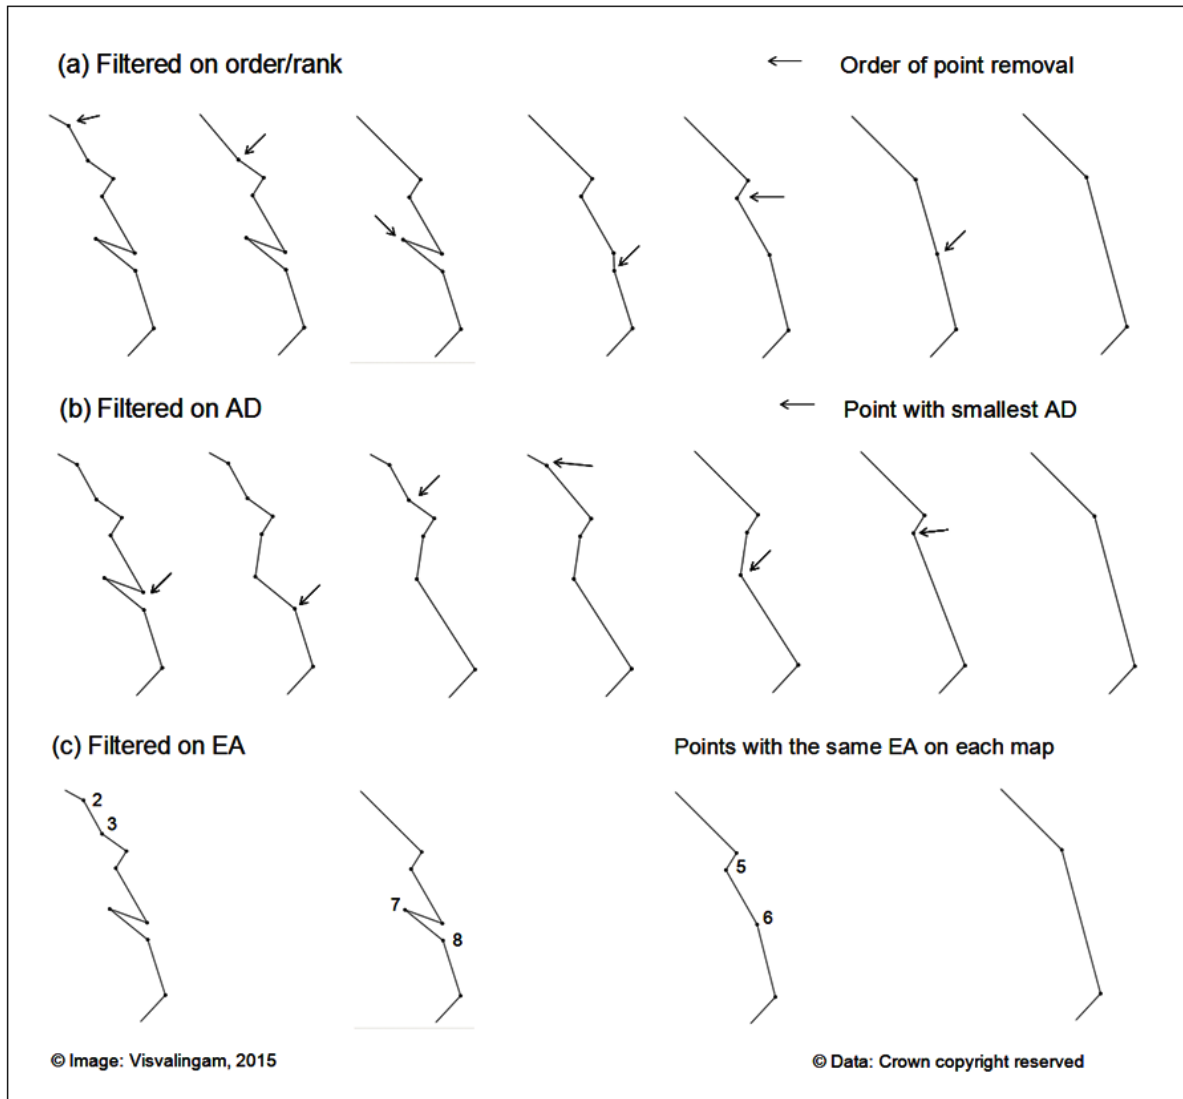 (a) Filtered on order/rank
Order of point removal
(b) Filtered on AD
Point with smallest AD
(c) Filtered on EA
Points with the same EA on each map
2
3
5
7
6
8
© Image: Visvalingam, 2015
© Data: Crown copyright reserved